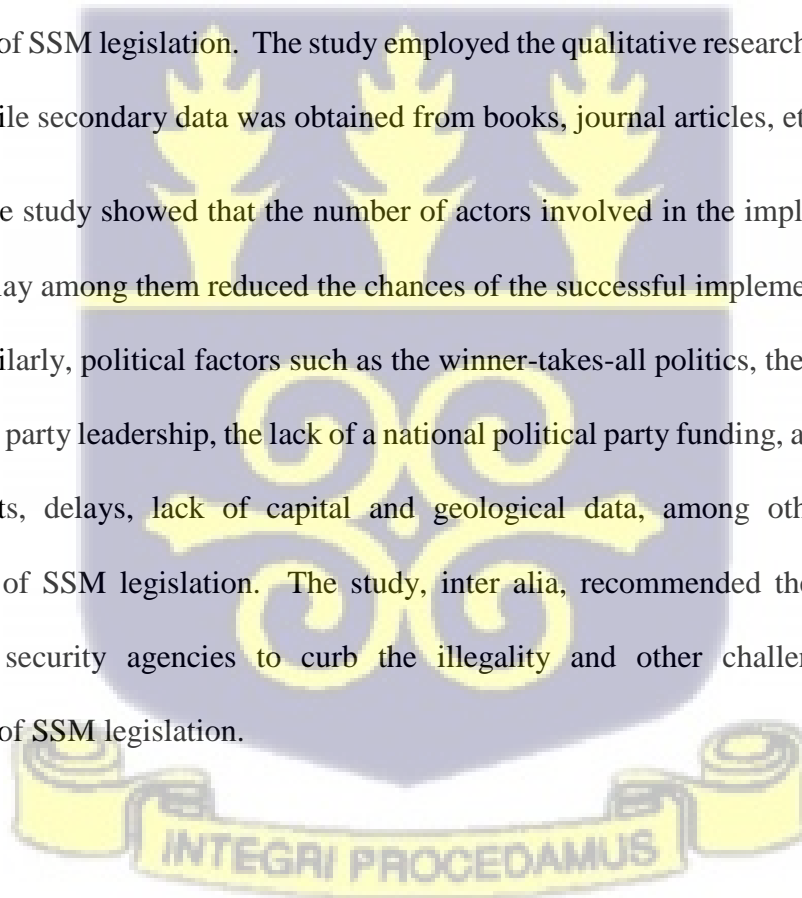 of SSM legislation. The study employed the qualitative research
ile secondary data was obtained from books, journal articles, et
e study showed that the number of actors involved in the impl
lay among them reduced the chances of the successful impleme
ilarly, political factors such as the winner-takes-all politics, the
party leadership, the lack of a national political party funding, a
ts, delays, lack of capital and geological data, among oth
of SSM legislation. The study, inter alia, recommended the
security agencies to curb the illegality and other challen
of SSM legislation.
INTEGRI PROCEDAMUS